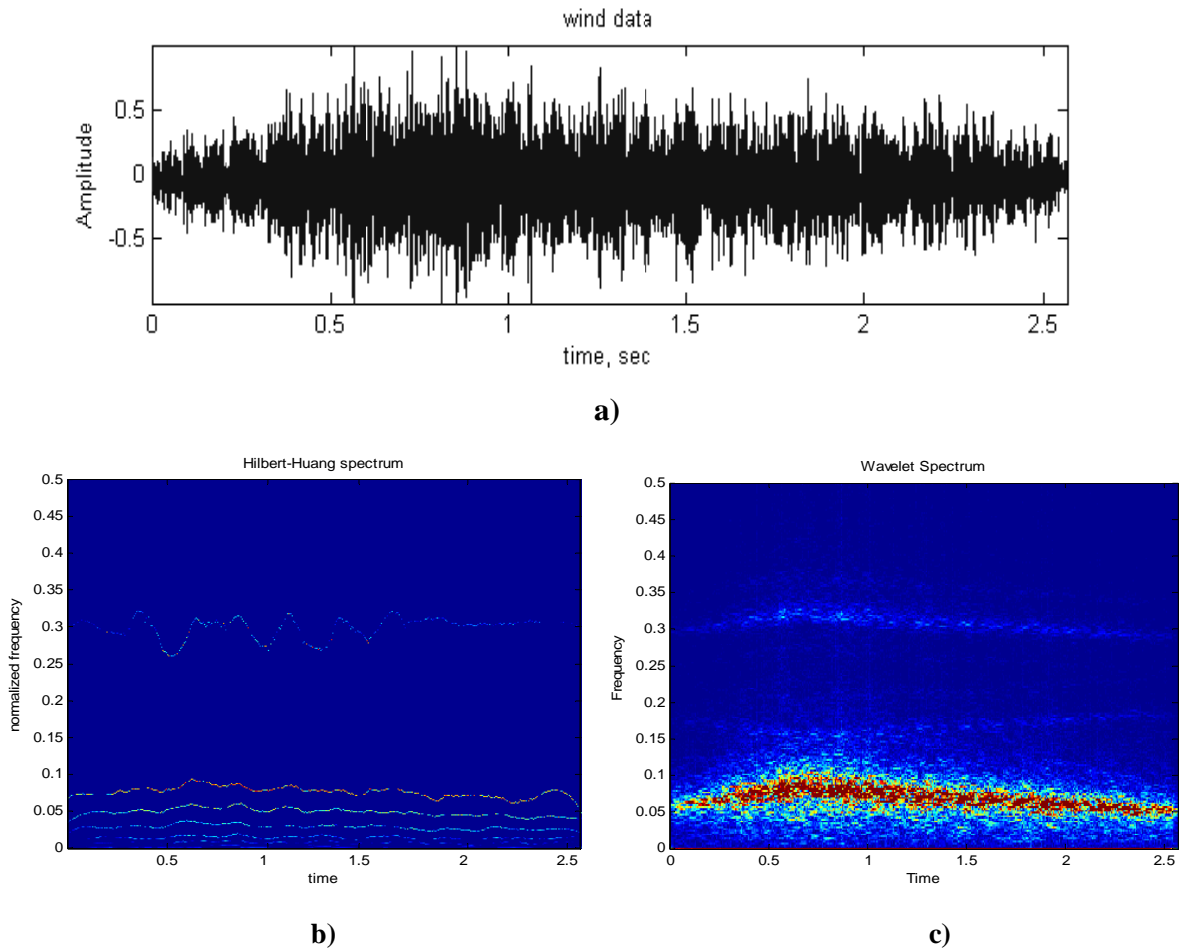 wind data
0.5
0
-0.5
Amplitude
0 0.5 1 1.5 2 2.5
time, sec
a)
Hilbert-Huang spectrum
0.5
0.45
0.4
0.35
0.3
0.25
0.2
0.15
0.1
0.05
0
normalized frequency
0.5 1 1.5 2 2.5
time
b)
Wavelet Spectrum
0.5
0.45
0.4
0.35
0.3
0.25
0.2
0.15
0.1
0.05
0
Frequency
0 0.5 1 1.5 2 2.5
Time
c)